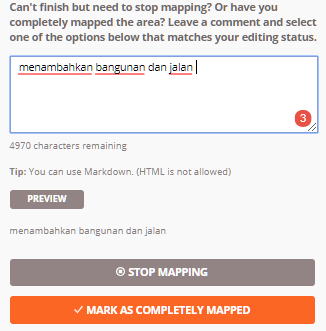 Can't finish but need to stop mapping? Or have you
completely mapped the area? Leave a comment and select
one of the options below that matches your editing status.
menambahkan bangunan dan jalan
3
4970 characters remaining
Tip: You can use Markdown. (HTML is not allowed)
PREVIEW
menambahkan bangunan dan jalan
STOP MAPPING
MARK AS COMPLETELY MAPPED